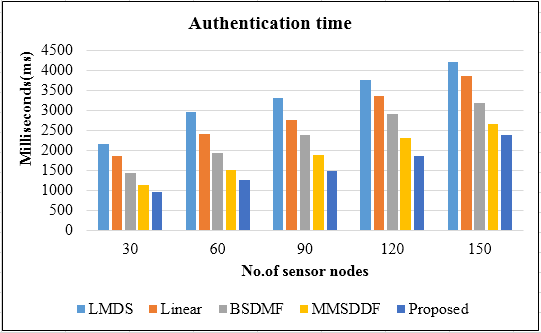 Authentication time
Milliseconds(ms)
4500
4000
3500
3000
2500
2000
1500
1000
500
0
30 60 90 120 150
No.of sensor nodes
LMDS Linear BSDMF MMSDDF Proposed